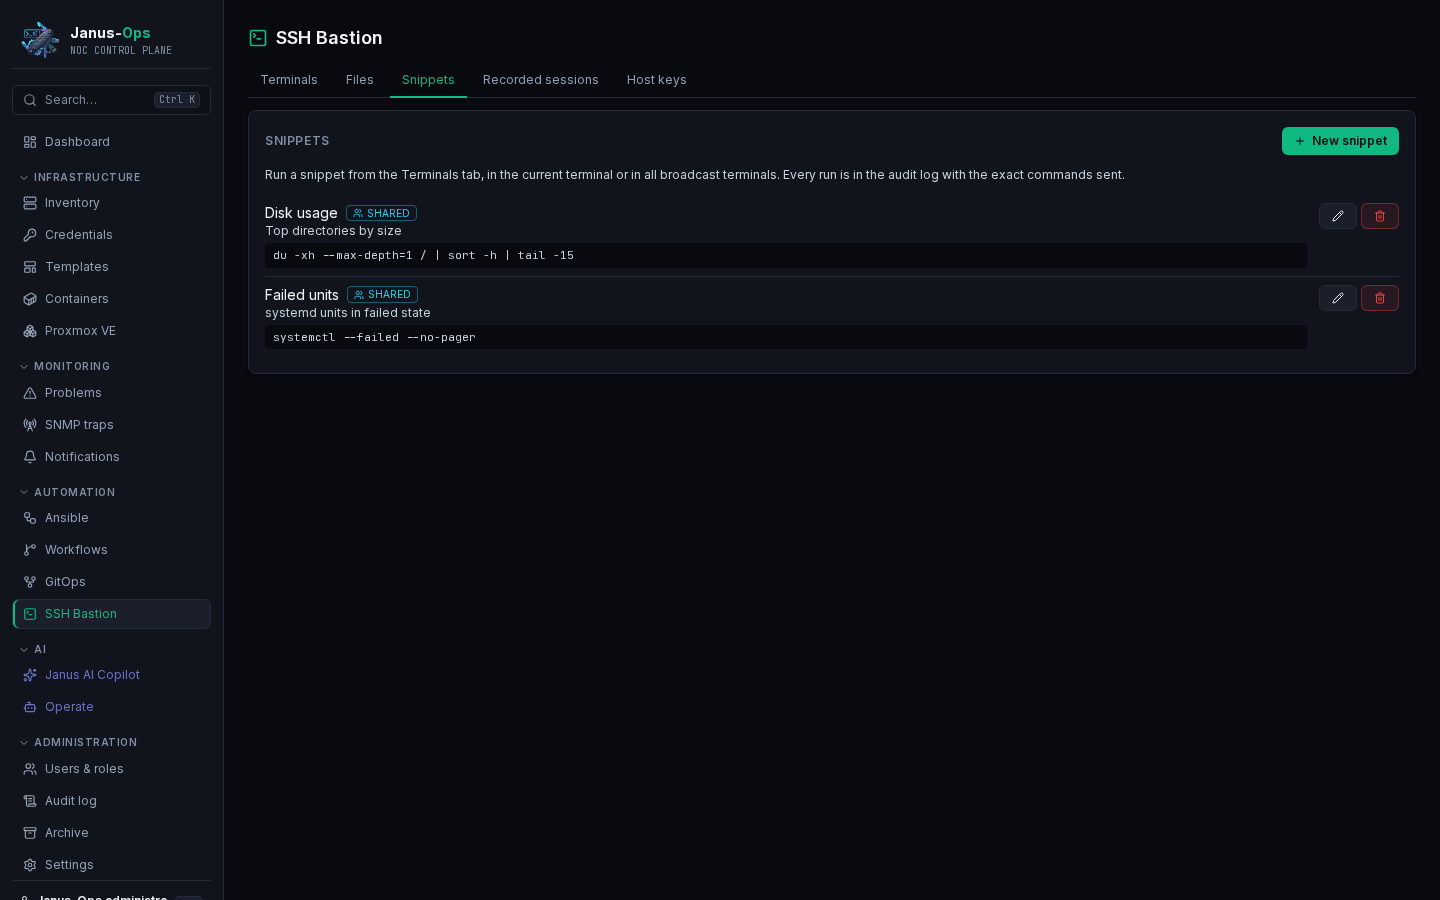 Janus-Ops
NOC CONTROL PLANE
Search...
Ctrl K
Dashboard
INFRASTRUCTURE
Inventory
Credentials
Templates
Containers
Proxmox VE
MONITORING
Problems
SNMP traps
Notifications
AUTOMATION
Ansible
Workflows
GitOps
SSH Bastion
AI
Janus AI Copilot
Operate
ADMINISTRATION
Users & roles
Audit log
Archive
Settings
Janus-Ops administra
SSH Bastion
Terminals Files Snippets Recorded sessions Host keys
SNIPPETS
New snippet
Run a snippet from the Terminals tab, in the current terminal or in all broadcast terminals. Every run is in the audit log with the exact commands sent.
Disk usage SHARED
Top directories by size
du -xh --max-depth=1 / | sort -h | tail -15
Failed units SHARED
systemd units in failed state
systemctl --failed --no-pager